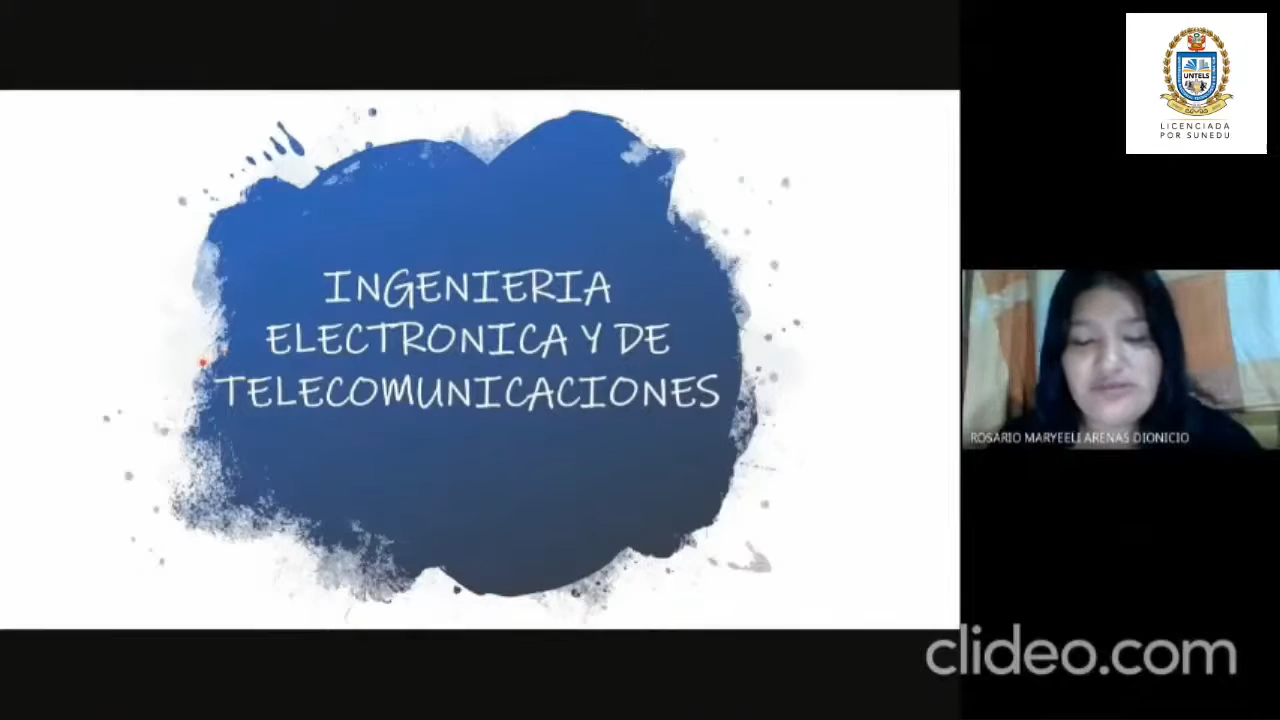 INGENIERIA
ELECTRONICA Y DE
TELECOMUNICACIONES
UNTELS
LICENCIADA
POR SUNEDU
ROSARIO MARYEELI ARENAS DIONICIO
clideo.com